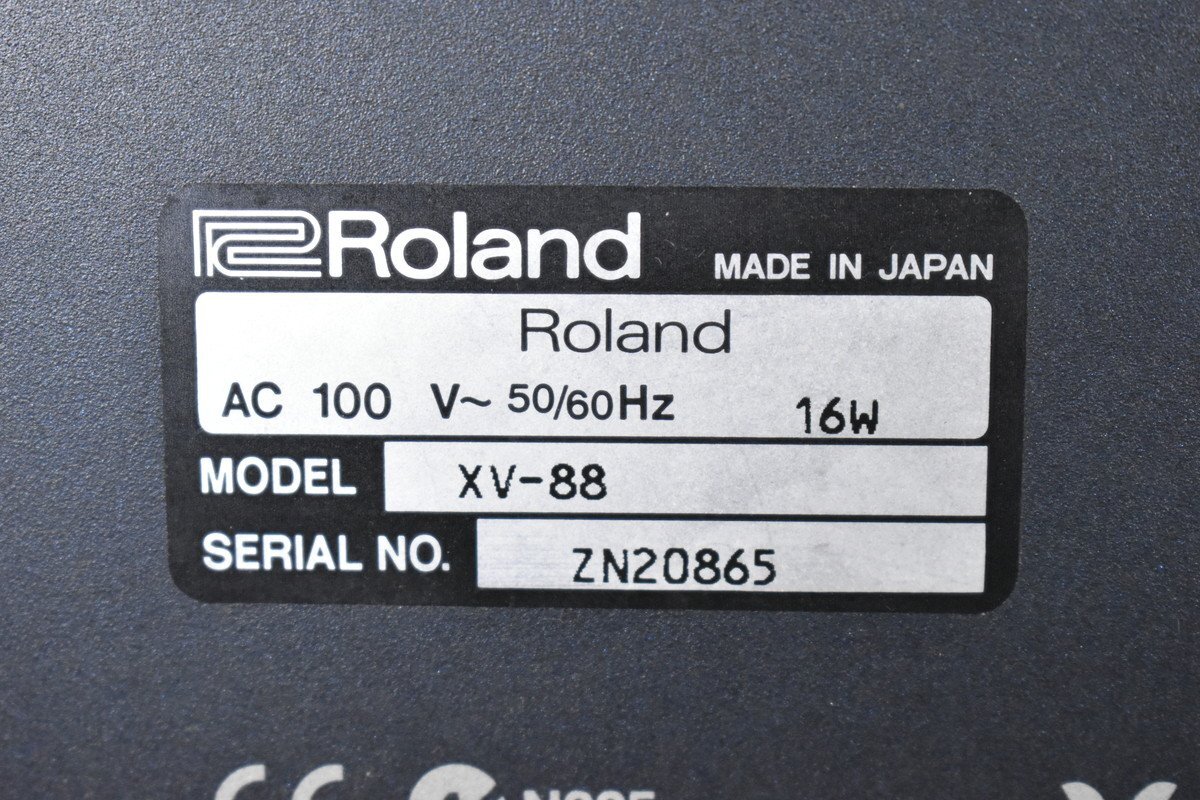 Roland MADE IN JAPAN
Roland
AC 100 V~ 50/60Hz 16W
MODEL XV-88
SERIAL NO. ZN20865